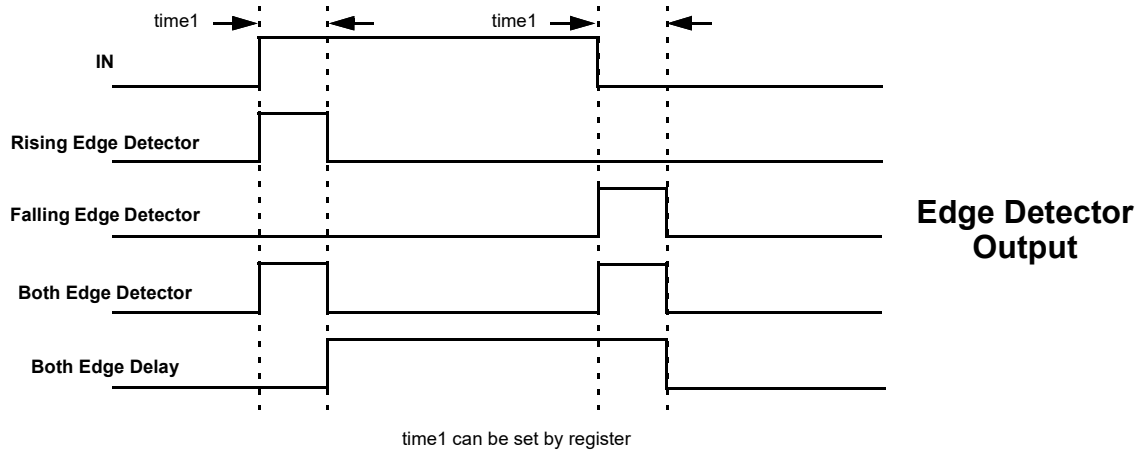 time1
time1
IN
Rising Edge Detector
Falling Edge Detector
Edge Detector
Output
Both Edge Detector
Both Edge Delay
time1 can be set by register